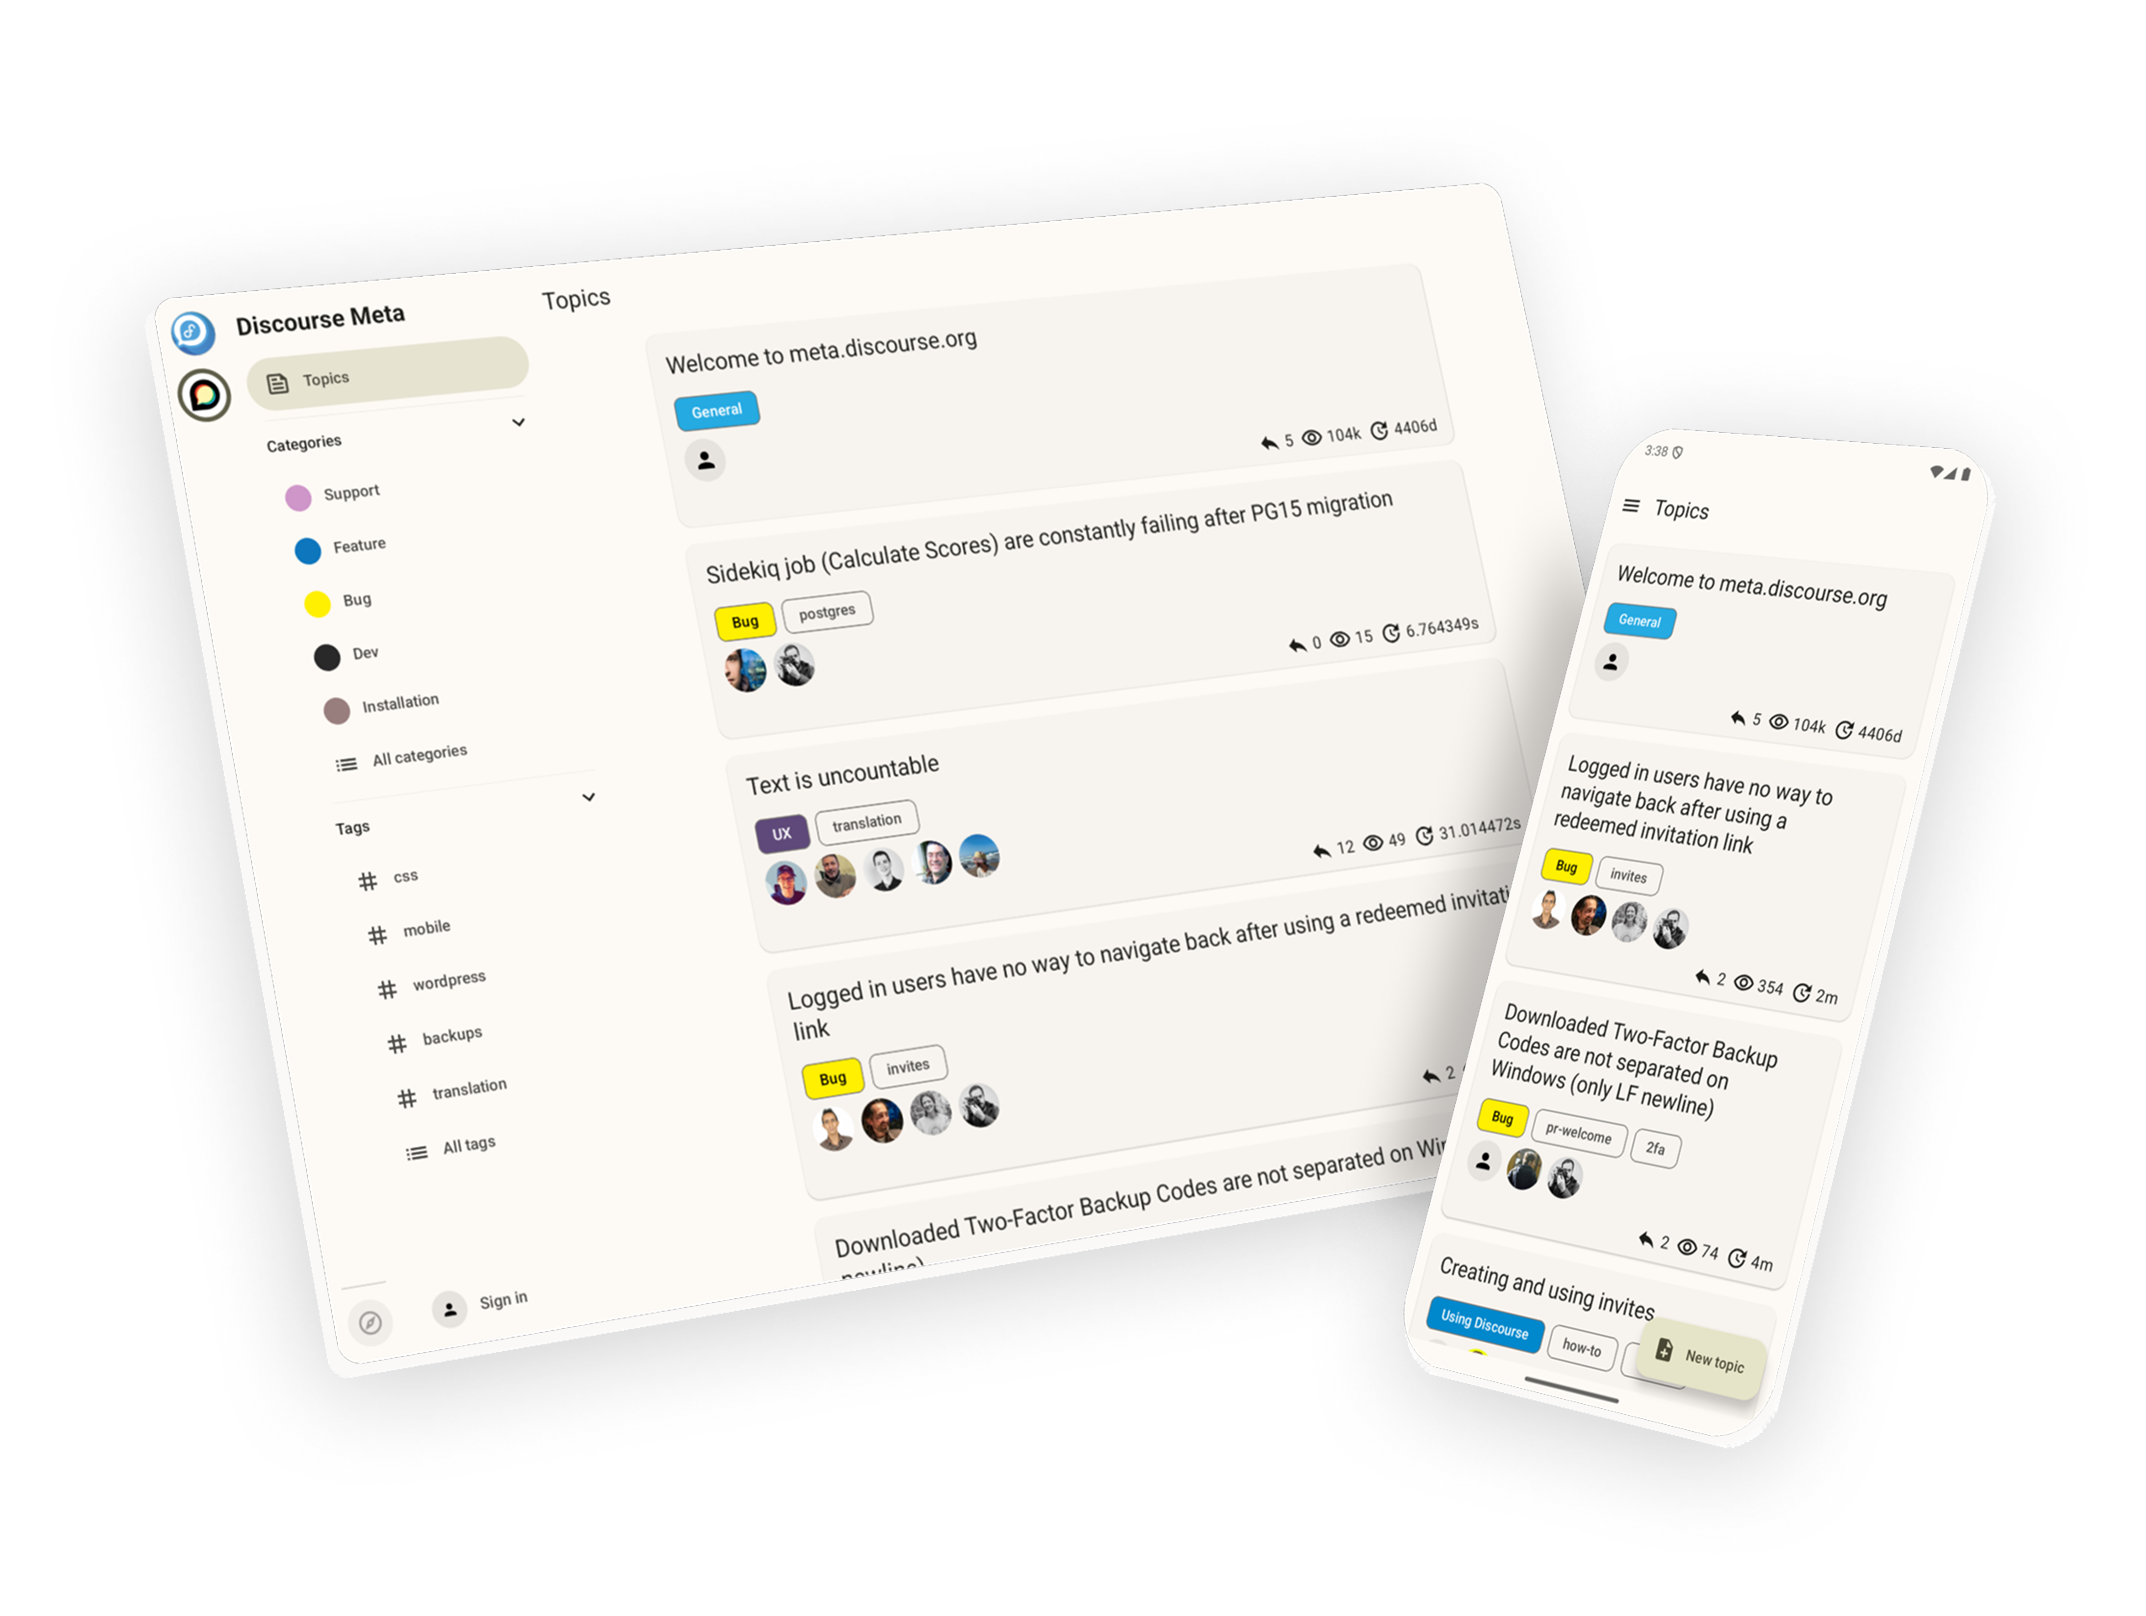 Discourse Meta
Topics
Categories
Support
Feature
Bug
Dev
Installation
All categories
Tags
css
mobile
wordpress
backups
translation
All tags
Sign in
Topics
Welcome to meta.discourse.org
General
5 104k 4406d
Sidekiq job (Calculate Scores) are constantly failing after PG15 migration
Bug postgres
0 15 6.764349s
Text is uncountable
UX translation
12 49 31.014472s
Logged in users have no way to navigate back after using a redeemed
link
Bug invites
2
Downloaded Two-Factor Backup Codes are not separated on
newline)
3:38
Topics
Welcome to meta.discourse.org
General
5 104k 4406d
Logged in users have no way to
navigate back after using a
redeemed invitation link
Bug invites
2 354 2m
Downloaded Two-Factor Backup
Codes are not separated on
Windows (only LF newline)
Bug pr-welcome 2fa
2 74 4m
Creating and using invites
Using Discourse how-to
New topic